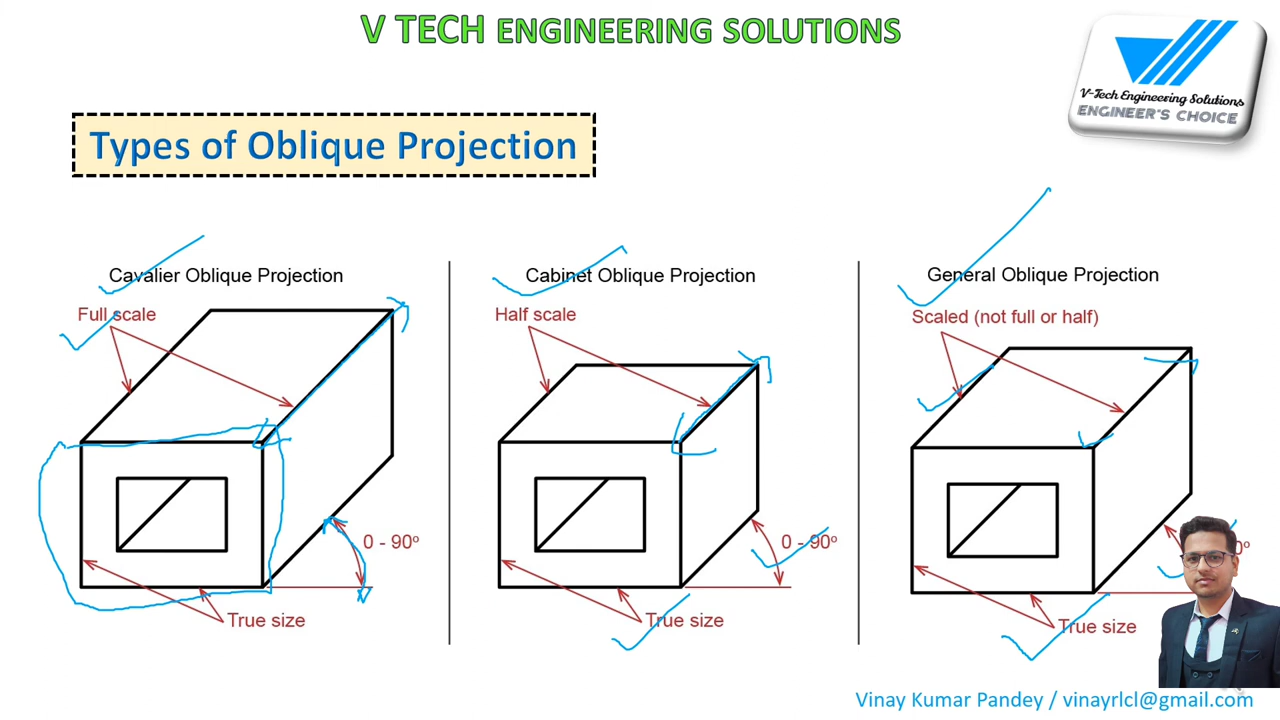 V TECH ENGINEERING SOLUTIONS
V-Tech Engineering Solutions
ENGINEER'S CHOICE
Types of Oblique Projection
Cavalier Oblique Projection
Full scale
0 - 90º
True size
Cabinet Oblique Projection
Half scale
0 - 90º
True size
General Oblique Projection
Scaled (not full or half)
True size
Vinay Kumar Pandey / vinayrlcl@gmail.com